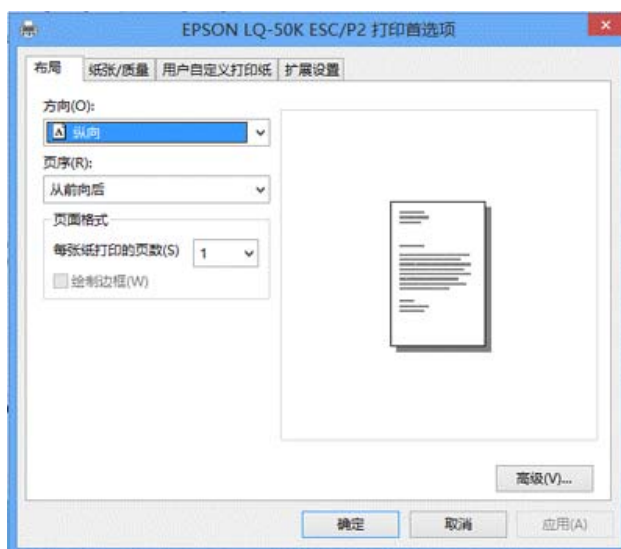 EPSON LQ-50K ESC/P2 打印首选项
布局 纸张/质量 用户自定义打印纸 扩展设置
方向(O):
A 纵向
页序(R):
从前向后
页面格式
每张纸打印的页数(S) 1
绘制边框(W)
高级(V)...
确定 取消 应用(A)